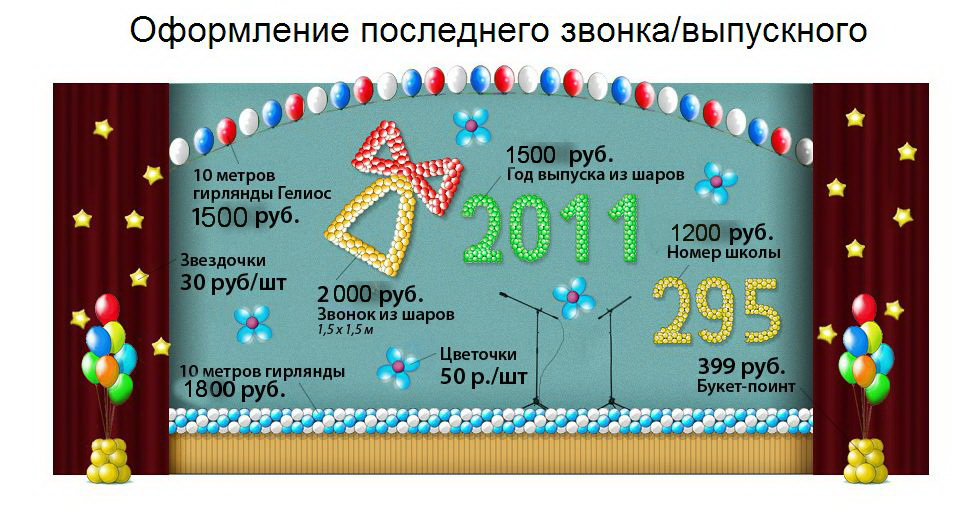 Оформление последнего звонка/выпускного
10 метров
гирлянды Гелиос
1500 руб.
1500 руб.
Год выпуска из шаров
2011
1200 руб.
Номер школы
295
Звездочки
30 руб/шт
2 000 руб.
Звонок из шаров
1,5 х 1,5 м
Цветочки
50 р./шт
399 руб.
Букет-поинт
10 метров гирлянды
1800 руб.